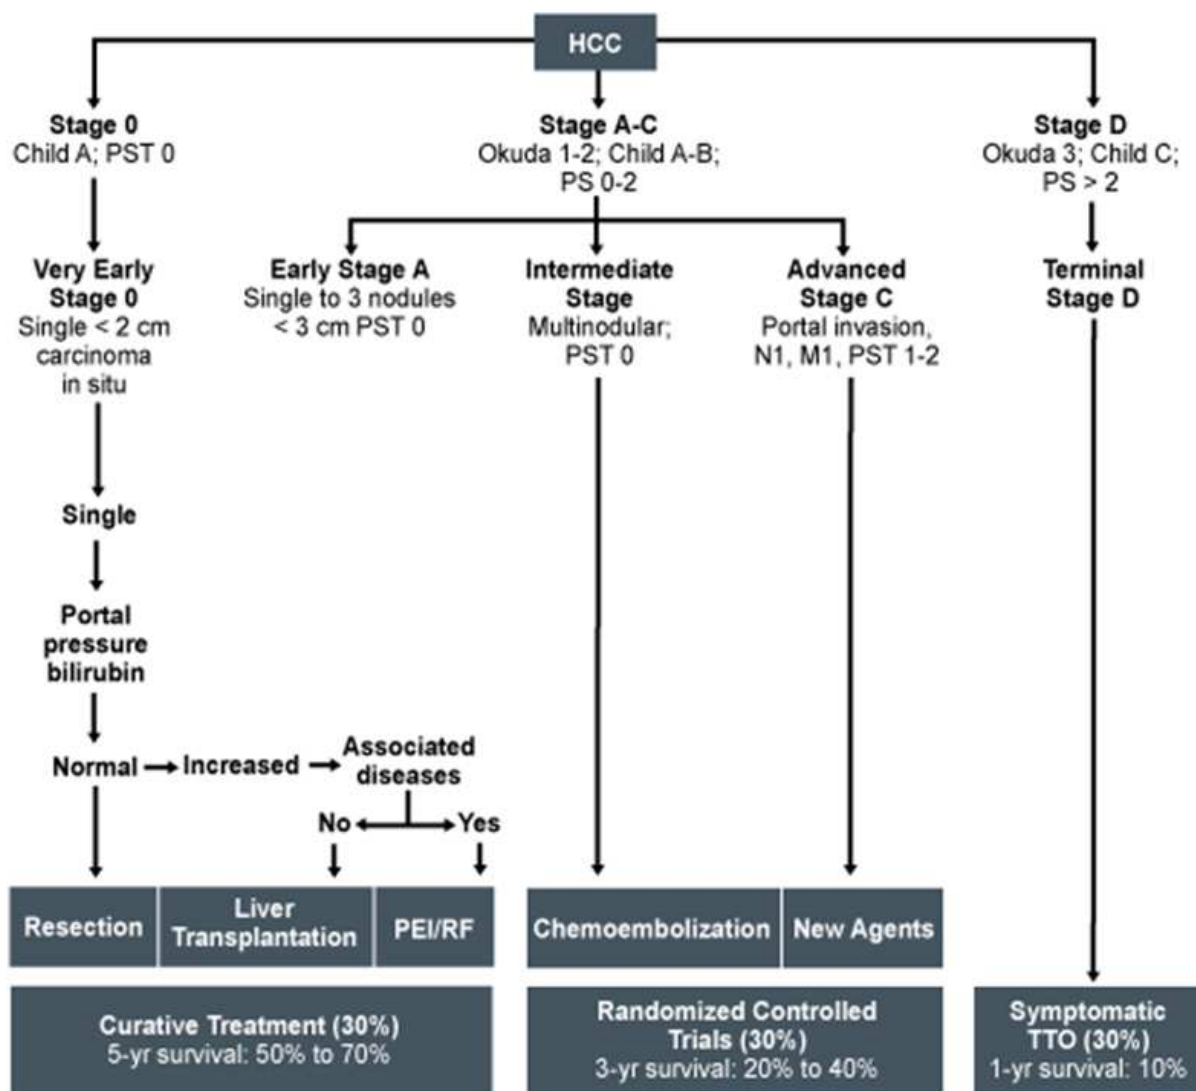 HCC
Stage 0
Child A; PST 0
Stage A-C
Okuda 1-2; Child A-B;
PS 0-2
Stage D
Okuda 3; Child C;
PS > 2
Very Early
Stage 0
Single < 2 cm
carcinoma
in situ
Early Stage A
Single to 3 nodules
< 3 cm PST 0
Intermediate
Stage
Multinodular;
PST 0
Advanced
Stage C
Portal invasion,
N1, M1, PST 1-2
Terminal
Stage D
Single
Portal
pressure
bilirubin
Normal
Increased
Associated
diseases
No
Yes
Resection
Liver
Transplantation
PEI/RF
Chemoembolization
New Agents
Curative Treatment (30%)
5-yr survival: 50% to 70%
Randomized Controlled
Trials (30%)
3-yr survival: 20% to 40%
Symptomatic
TTO (30%)
1-yr survival: 10%